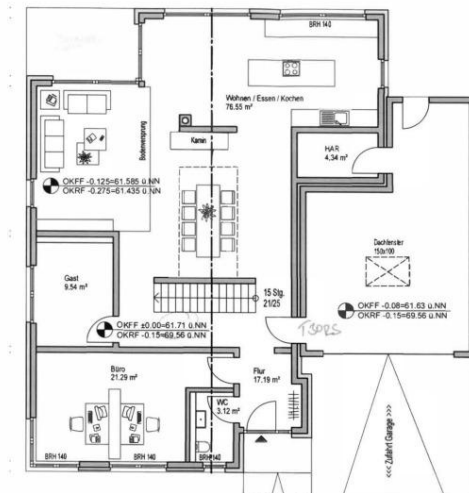 BRH 140
Wohnen / Essen / Kochen
76.55 m²
Bodenversprung
Kamin
HAR
4,34 m²
OKFF -0.125=61.585 ü.NN
OKRF -0.275=61.435 ü.NN
Dachfenster
150x100
Gast
9.54 m²
15 Stg.
21/25
OKFF -0.08=61.63 ü.NN
OKRF -0.15=69.56 ü.NN
OKFF ±0.00=61.71 ü.NN
OKRF -0.15=69.56 ü.NN
T30RS
Büro
21.29 m²
Flur
17.19 m²
WC
3.12 m²
BRH 140
BRH 140
BRH 140
<<< Zufahrt Garage >>>